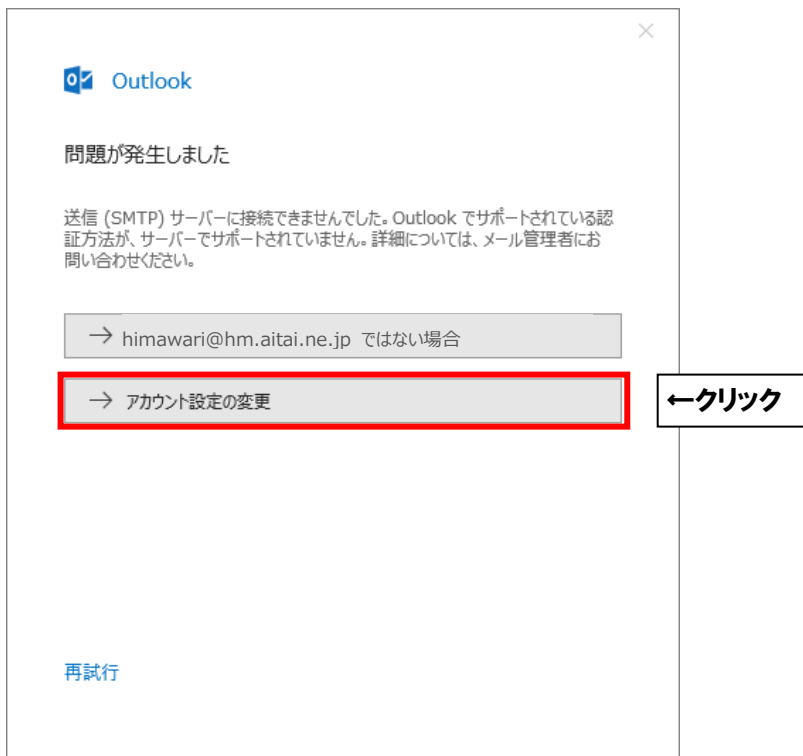 Outlook
問題が発生しました
送信 (SMTP) サーバーに接続できませんでした。Outlook でサポートされている認
証方法が、サーバーでサポートされていません。詳細については、メール管理者にお
問い合わせください。
→ himawari@hm.aitai.ne.jp ではない場合
→ アカウント設定の変更
←クリック
再試行